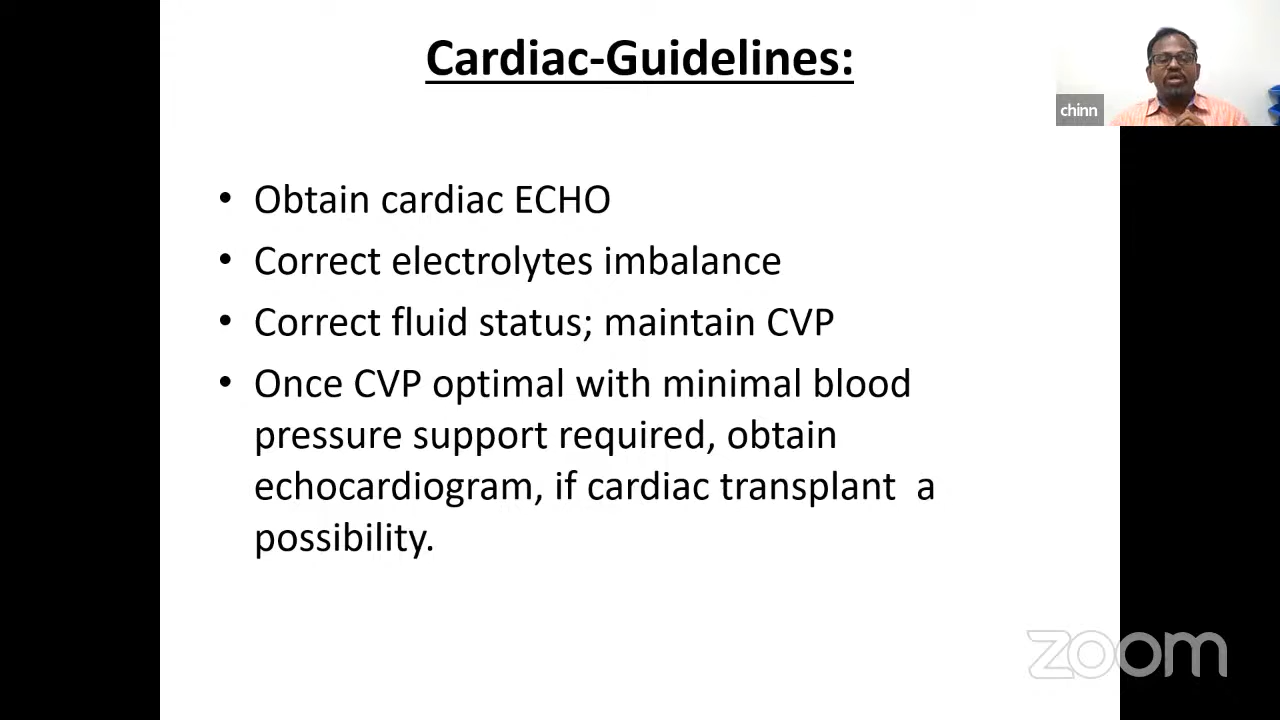 Cardiac-Guidelines:
chinn
• Obtain cardiac ECHO
• Correct electrolytes imbalance
• Correct fluid status; maintain CVP
• Once CVP optimal with minimal blood
pressure support required, obtain
echocardiogram, if cardiac transplant a
possibility.
zoom